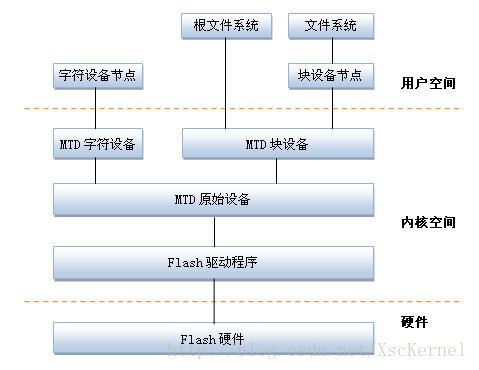 根文件系统 文件系统
字符设备节点 块设备节点 用户空间
MTD 字符设备 MTD 块设备
MTD 原始设备
内核空间
Flash 驱动程序
硬件
Flash 硬件
http://blog.csdn.net/XscKernel